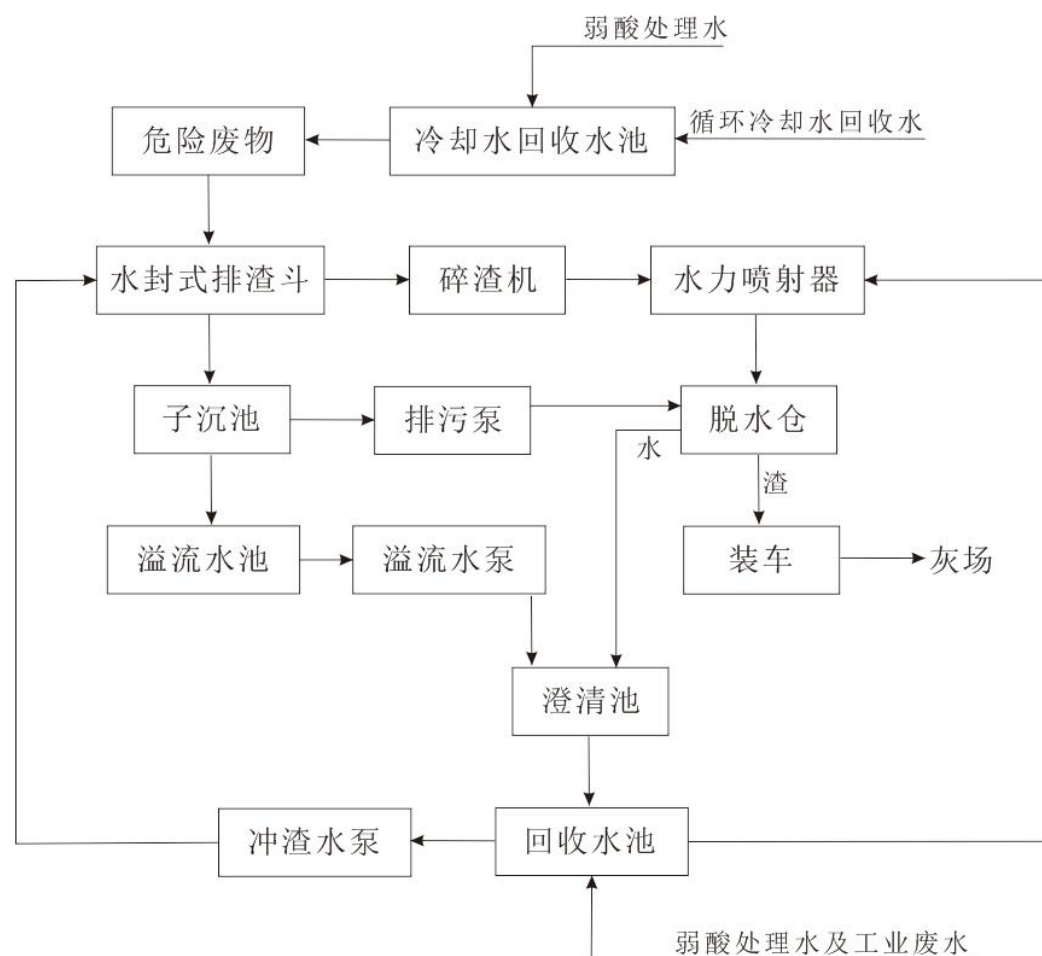 弱酸处理水
危险废物
冷却水回收水池
循环冷却水回收水
水封式排渣斗
碎渣机
水力喷射器
子沉池
排污泵
脱水仓
水
渣
溢流水池
溢流水泵
装车
灰场
澄清池
冲渣水泵
回收水池
弱酸处理水及工业废水